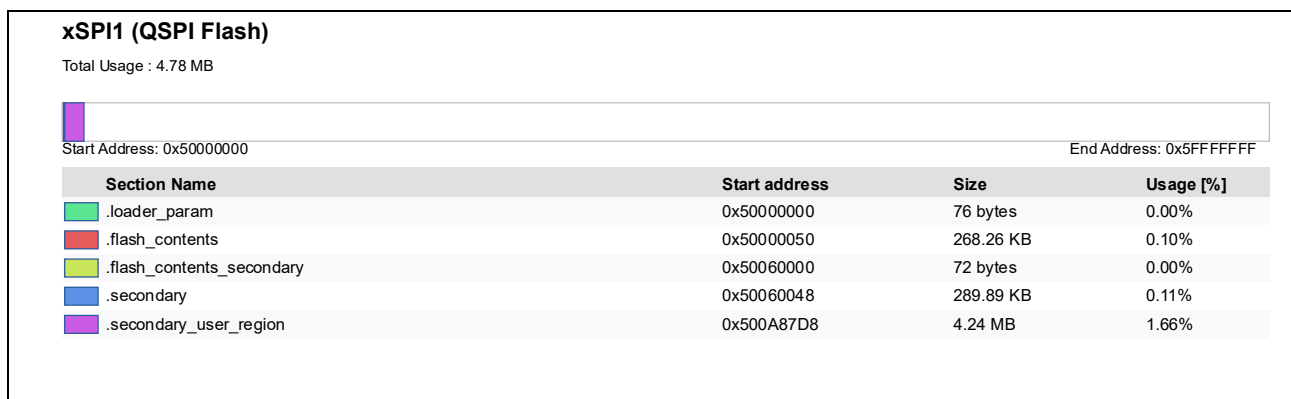 xSPI1 (QSPI Flash)
Total Usage : 4.78 MB
Start Address: 0x50000000 End Address: 0x5FFFFFFF
Section Name Start address Size Usage [%]
.loader_param 0x50000000 76 bytes 0.00%
.flash_contents 0x50000050 268.26 KB 0.10%
.flash_contents_secondary 0x50060000 72 bytes 0.00%
.secondary 0x50060048 289.89 KB 0.11%
.secondary_user_region 0x500A87D8 4.24 MB 1.66%